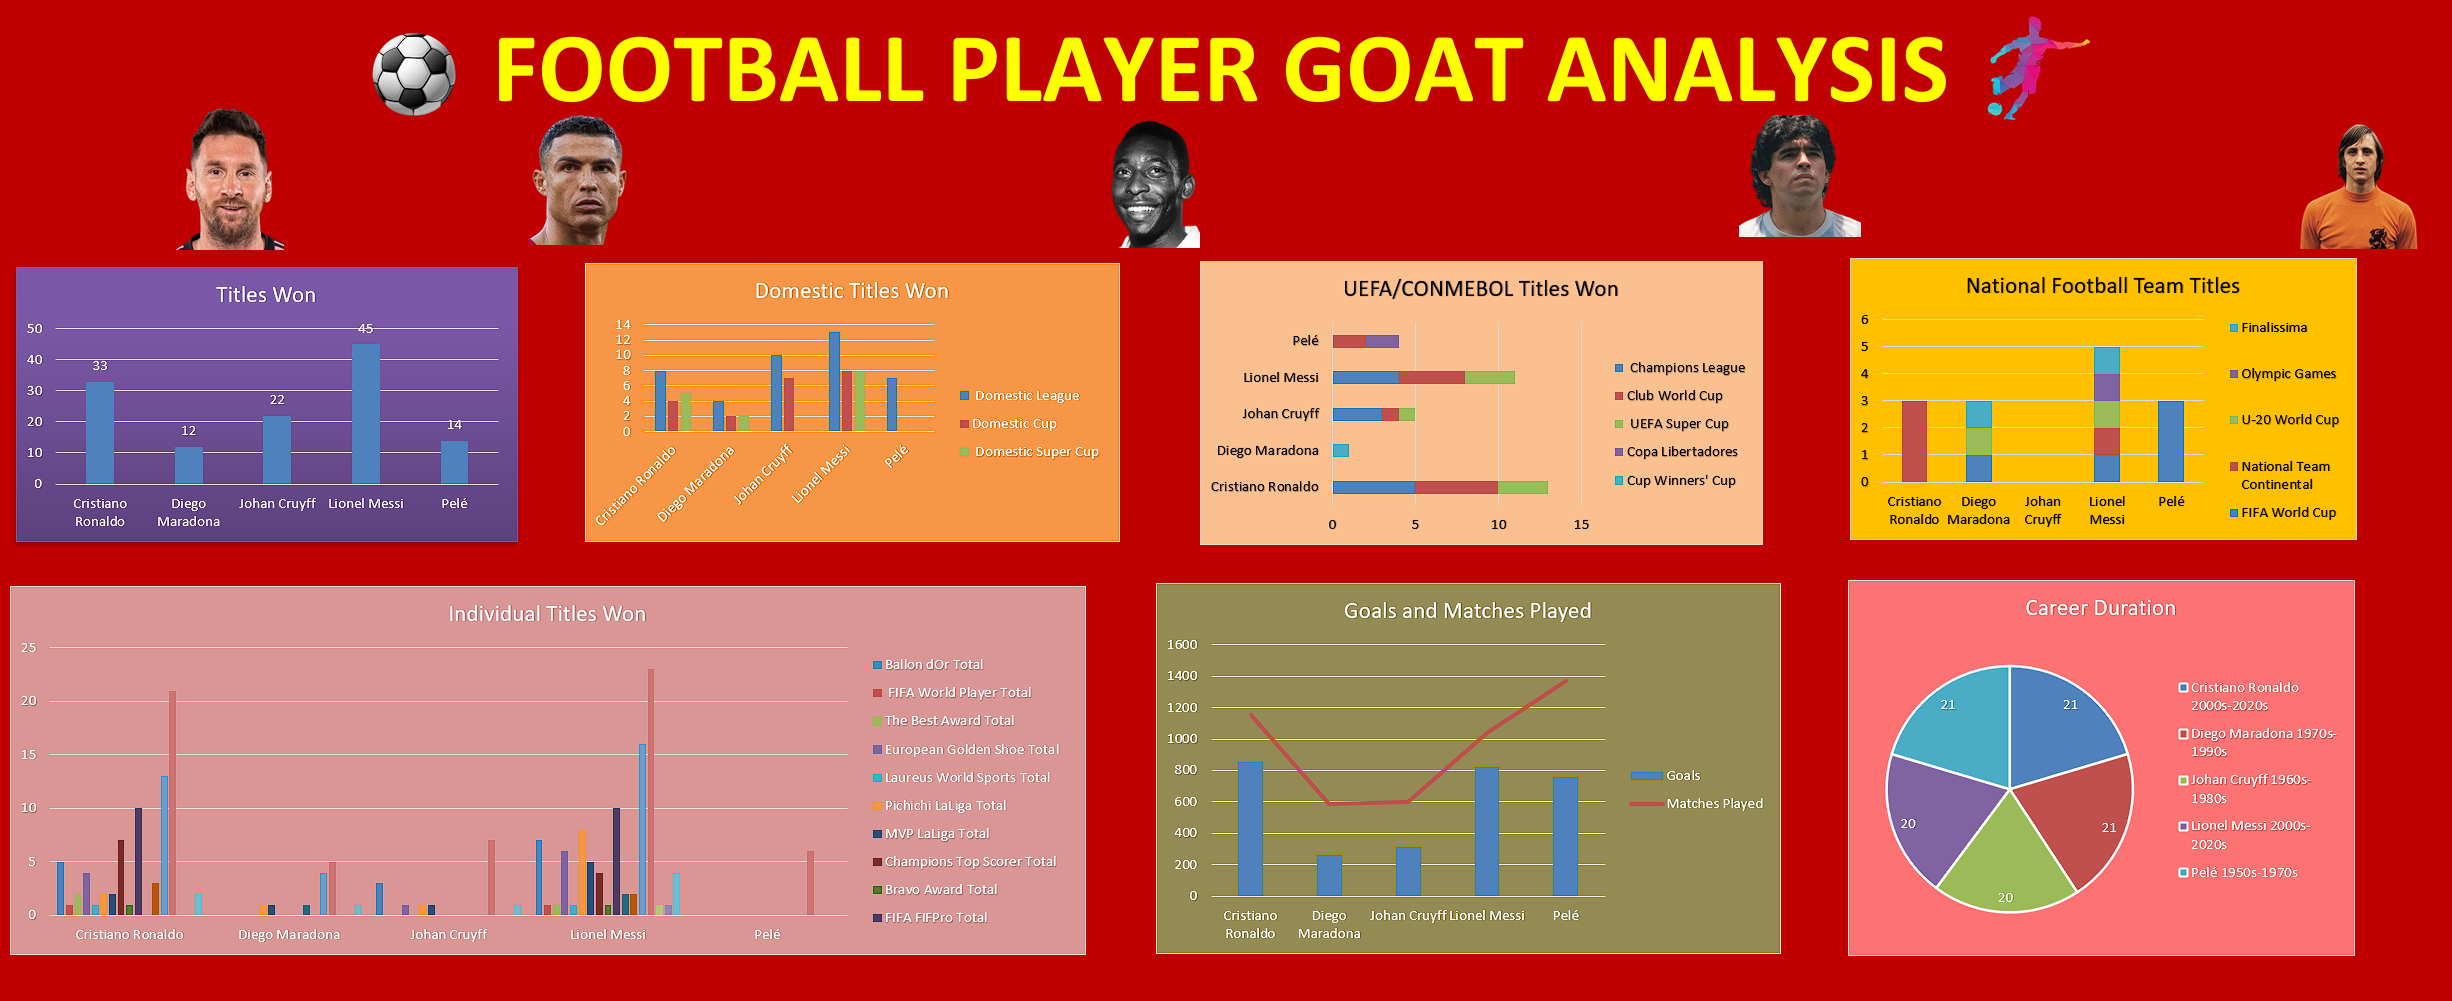 FOOTBALL PLAYER GOAT ANALYSIS
Titles Won
50
40
30
20
10
0
33
12
22
45
14
Cristiano
Ronaldo
Diego
Maradona
Johan Cruyff
Lionel Messi
Pelé
Domestic Titles Won
14
12
10
8
6
4
2
0
Cristiano Ronaldo
Diego Maradona
Johan Cruyff
Lionel Messi
Pelé
Domestic League
Domestic Cup
Domestic Super Cup
UEFA/CONMEBOL Titles Won
Pelé
Lionel Messi
Johan Cruyff
Diego Maradona
Cristiano Ronaldo
0
5
10
15
Champions League
Club World Cup
UEFA Super Cup
Copa Libertadores
Cup Winners' Cup
National Football Team Titles
6
5
4
3
2
1
0
Cristiano
Ronaldo
Diego
Maradona
Johan
Cruyff
Lionel
Messi
Pelé
Finalissima
Olympic Games
U-20 World Cup
National Team
Continental
FIFA World Cup
Individual Titles Won
25
20
15
10
5
0
Cristiano Ronaldo
Diego Maradona
Johan Cruyff
Lionel Messi
Pelé
Ballon dOr Total
FIFA World Player Total
The Best Award Total
European Golden Shoe Total
Laureus World Sports Total
Pichichi LaLiga Total
MVP LaLiga Total
Champions Top Scorer Total
Bravo Award Total
FIFA FIFPro Total
Goals and Matches Played
1600
1400
1200
1000
800
600
400
200
0
Cristiano
Ronaldo
Diego
Maradona
Johan Cruyff
Lionel Messi
Pelé
Goals
Matches Played
Career Duration
21
21
20
20
21
Cristiano Ronaldo
2000s-2020s
Diego Maradona 1970s-
1990s
Johan Cruyff 1960s-
1980s
Lionel Messi 2000s-
2020s
Pelé 1950s-1970s